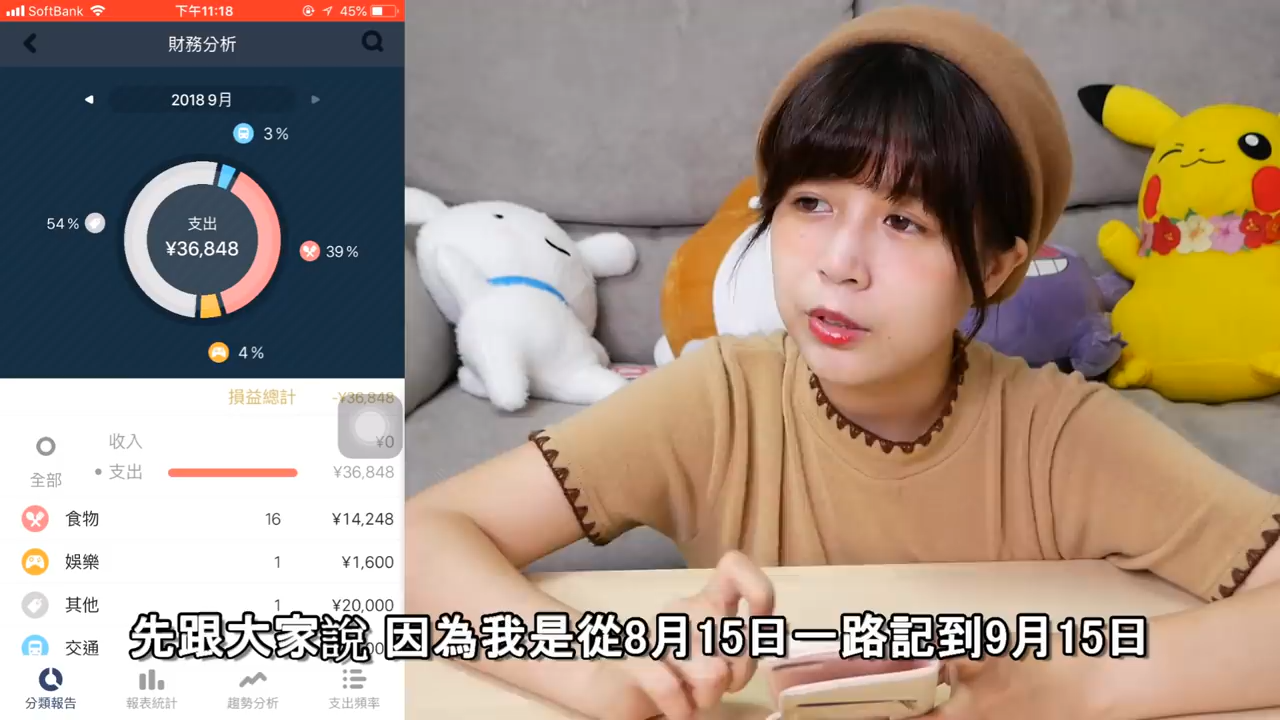 SoftBank
下午11:18
45%
財務分析
2018 9月
3%
54%
支出
¥36,848
39%
4%
損益總計 -¥36,848
收入 ¥0
全部
支出 ¥36,848
食物 16 ¥14,248
娛樂 1 ¥1,600
其他 1 ¥20,000
交通
先跟大家說 因為我是從8月15日一路記到9月15日
分類報告 報表統計 趨勢分析 支出頻率